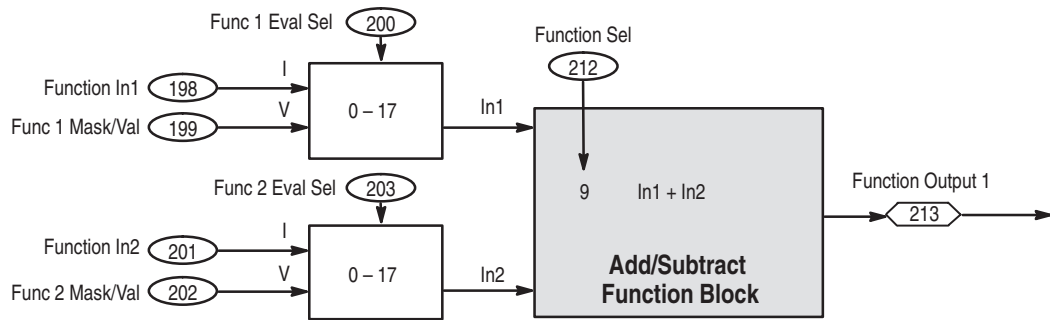 Func 1 Eval Sel 200
Function Sel
212
Function In1 198 I
Func 1 Mask/Val 199 V
0 – 17
In1
Func 2 Eval Sel 203
9 In1 + In2
Function Output 1
213
Function In2 201 I
Func 2 Mask/Val 202 V
0 – 17
In2
Add/Subtract
Function Block